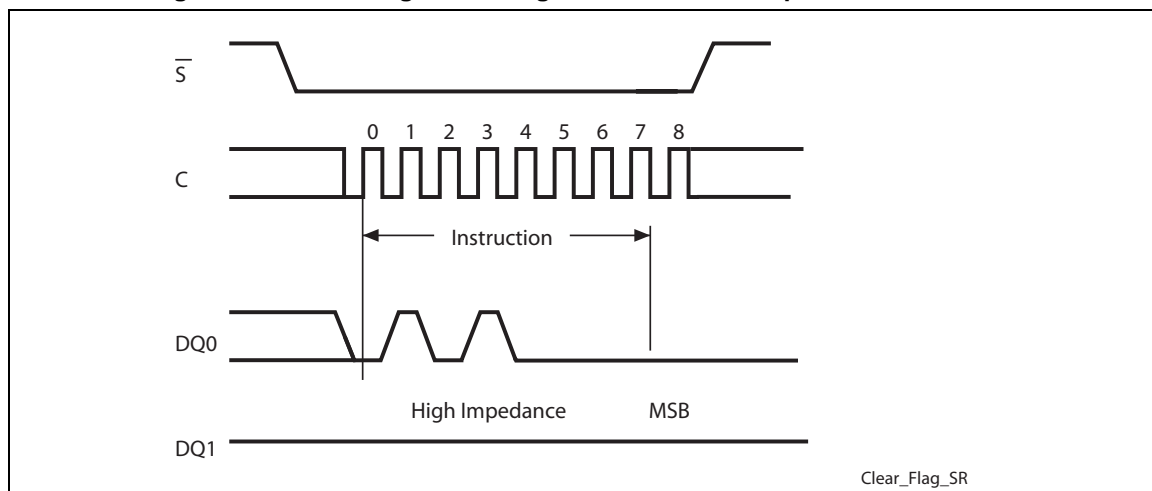 S
0 1 2 3 4 5 6 7 8
C
Instruction
DQ0
High Impedance MSB
DQ1
Clear_Flag_SR